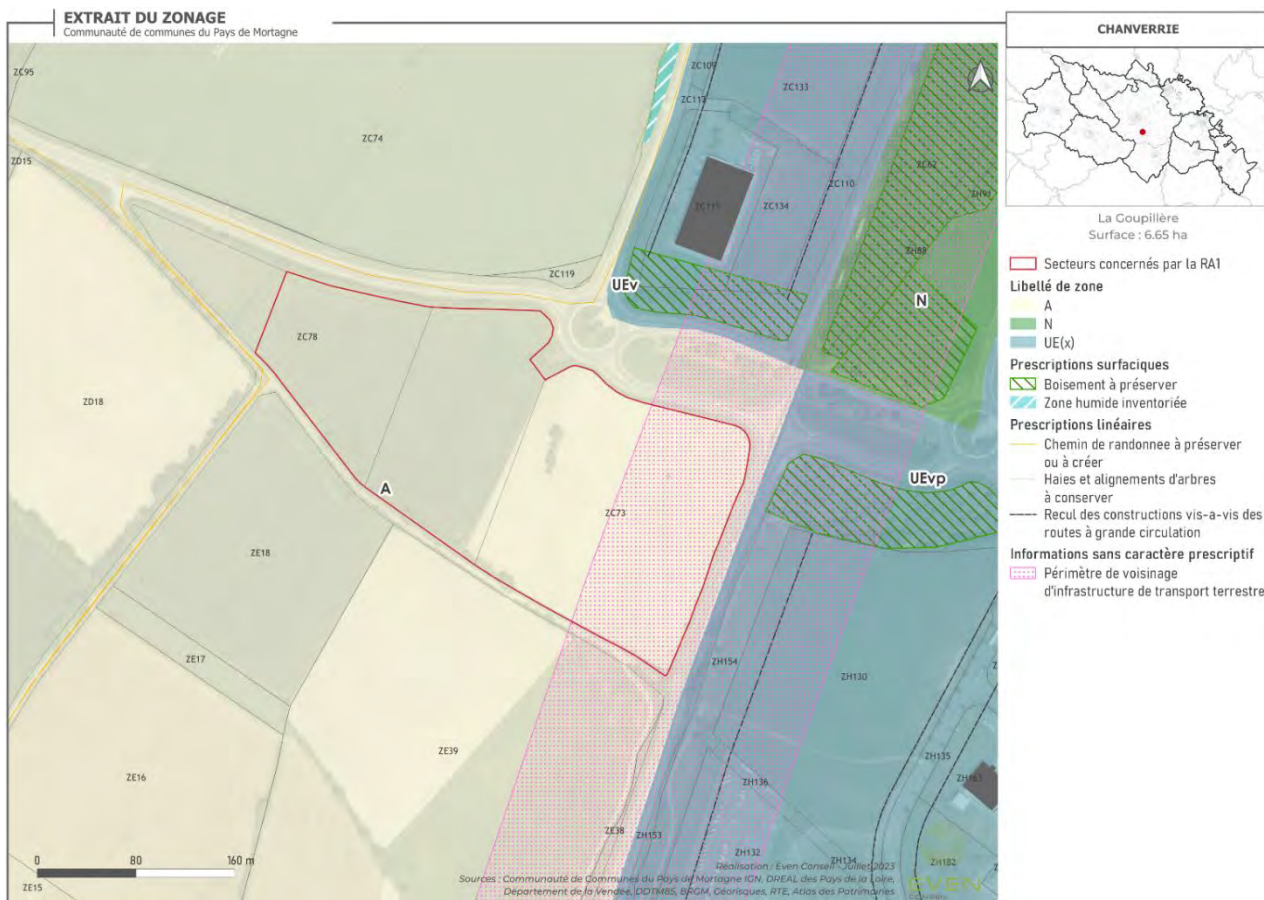 EXTRAIT DU ZONAGE
Communauté de communes du Pays de Mortagne
CHANVERRIE
La Goupillère
Surface : 6.65 ha
Secteurs concernés par la RA1
Libellé de zone
A
N
UE(x)
Prescriptions surfaciques
Boisement à préserver
Zone humide inventoriée
Prescriptions linéaires
Chemin de randonnee à préserver
ou à créer
Haies et alignements d'arbres
à conserver
Recul des constructions vis-a-vis des
routes à grande circulation
Informations sans caractère prescriptif
Périmètre de voisinage
d'infrastructure de transport terrestre
ZC95
ZC109
ZC133
ZC74
ZD15
ZC62
ZC110
ZH91
ZC115
ZC134
ZH88
ZC119
UEv
N
ZC78
ZD18
UEvp
A
ZC73
ZE18
ZE17
ZH154
ZH130
ZE39
ZE16
ZH135
ZH136
ZH163
ZE38
ZH153
ZH132
ZH134
ZH182
ZE15
0 80 160 m
Réalisation : Even Conseil - Juillet 2023
Sources : Communauté de Communes du Pays de Mortagne IGN, DREAL des Pays de la Loire,
Département de la Vendée, DDTM85, BRGM, Géorisques, RTE, Atlas des Patrimoines
EVEN